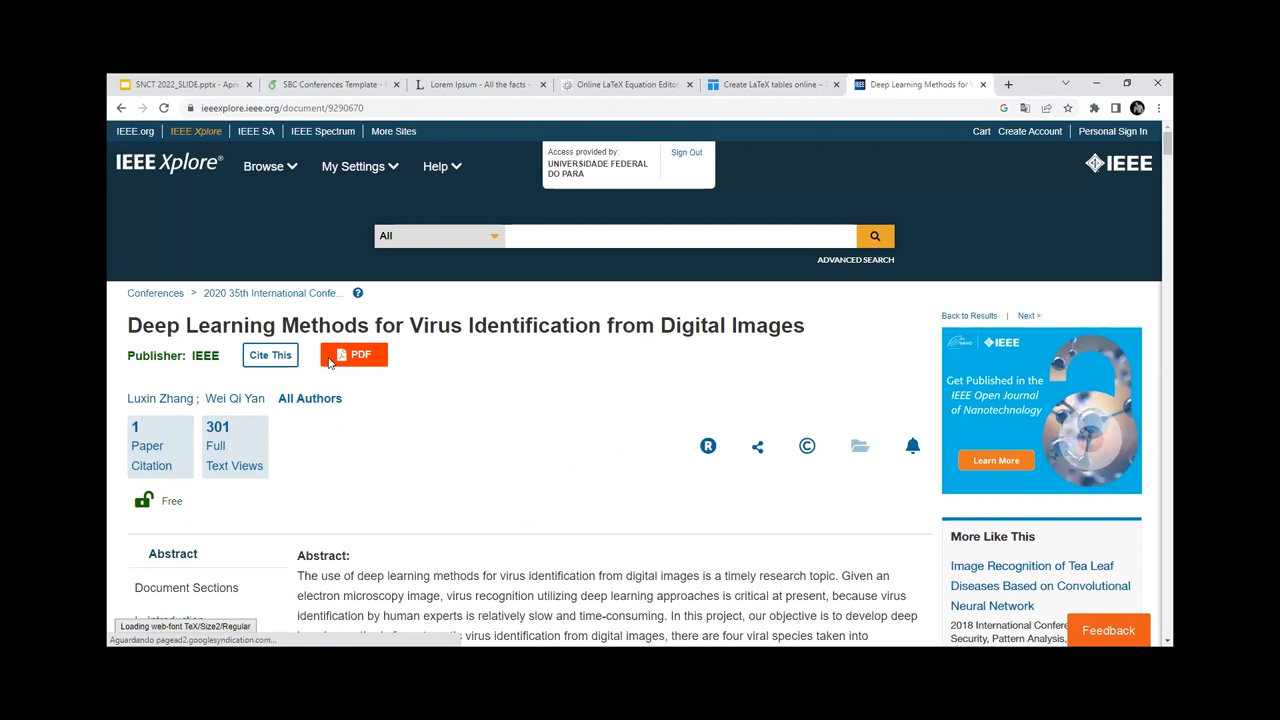 SNCT 2022_SLIDE.pptx - Apre
SBC Conferences Template -
Lorem Ipsum - All the facts -
Online LaTeX Equation Editor
Create LaTeX tables online –
Deep Learning Methods for V
ieeexplore.ieee.org/document/9290670
IEEE.org
IEEE Xplore
IEEE SA
IEEE Spectrum
More Sites
Cart
Create Account
Personal Sign In
IEEE Xplore®
Browse
My Settings
Help
Access provided by:
UNIVERSIDADE FEDERAL
DO PARA
Sign Out
IEEE
All
ADVANCED SEARCH
Conferences > 2020 35th International Confe...
Deep Learning Methods for Virus Identification from Digital Images
Publisher: IEEE
Cite This
PDF
Luxin Zhang ; Wei Qi Yan All Authors
1
Paper
Citation
301
Full
Text Views
R
©
Free
Abstract
Document Sections
Abstract:
The use of deep learning methods for virus identification from digital images is a timely research topic. Given an
electron microscopy image, virus recognition utilizing deep learning approaches is critical at present, because virus
identification by human experts is relatively slow and time-consuming. In this project, our objective is to develop deep
virus identification from digital images, there are four viral species taken into
Loading web-font TeX/Size2/Regular
Aguardando pagead2.googlesyndication.com...
Back to Results | Next >
IEEE
Get Published in the
IEEE Open Journal
of Nanotechnology
Learn More
More Like This
Image Recognition of Tea Leaf
Diseases Based on Convolutional
Neural Network
2018 International Confere
Security, Pattern Analysis,
Feedback